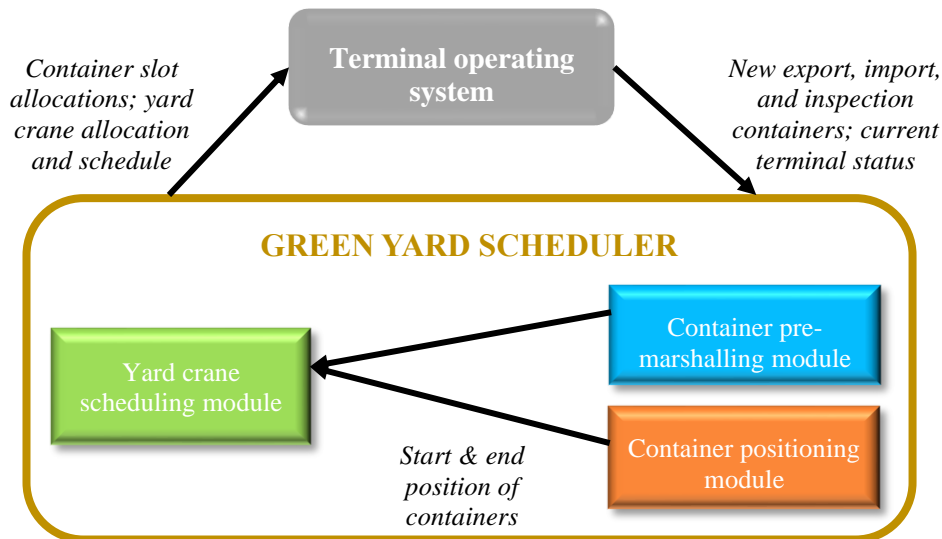 Terminal operating
system
Container slot
allocations; yard
crane allocation
and schedule
New export, import,
and inspection
containers; current
terminal status
GREEN YARD SCHEDULER
Yard crane
scheduling module
Container pre-
marshalling module
Container positioning
module
Start & end
position of
containers